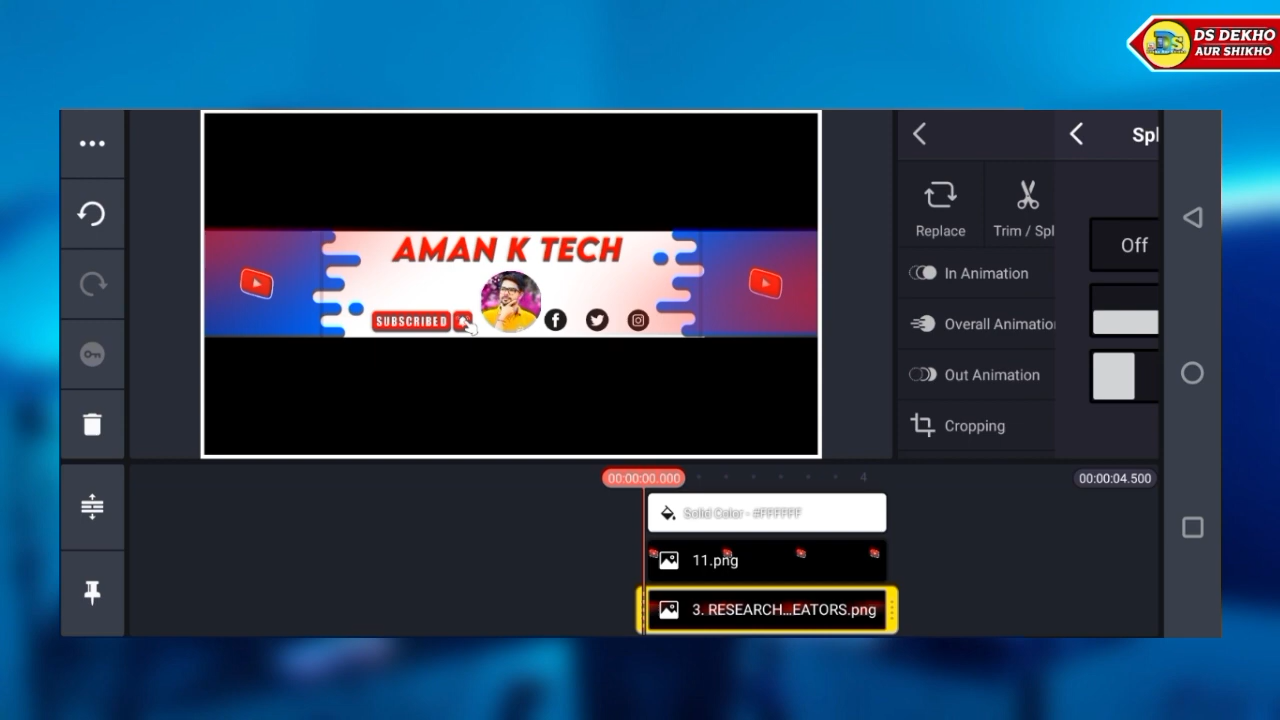 DS DEKHO
AUR SHIKHO
Spl
Replace
Trim / Spl
Off
In Animation
Overall Animatio
Out Animation
Cropping
AMAN K TECH
SUBSCRIBED
00:00:00.000
4
00:00:04.500
Solid Color - #FFFFFF
11.png
3. RESEARCH...EATORS.png